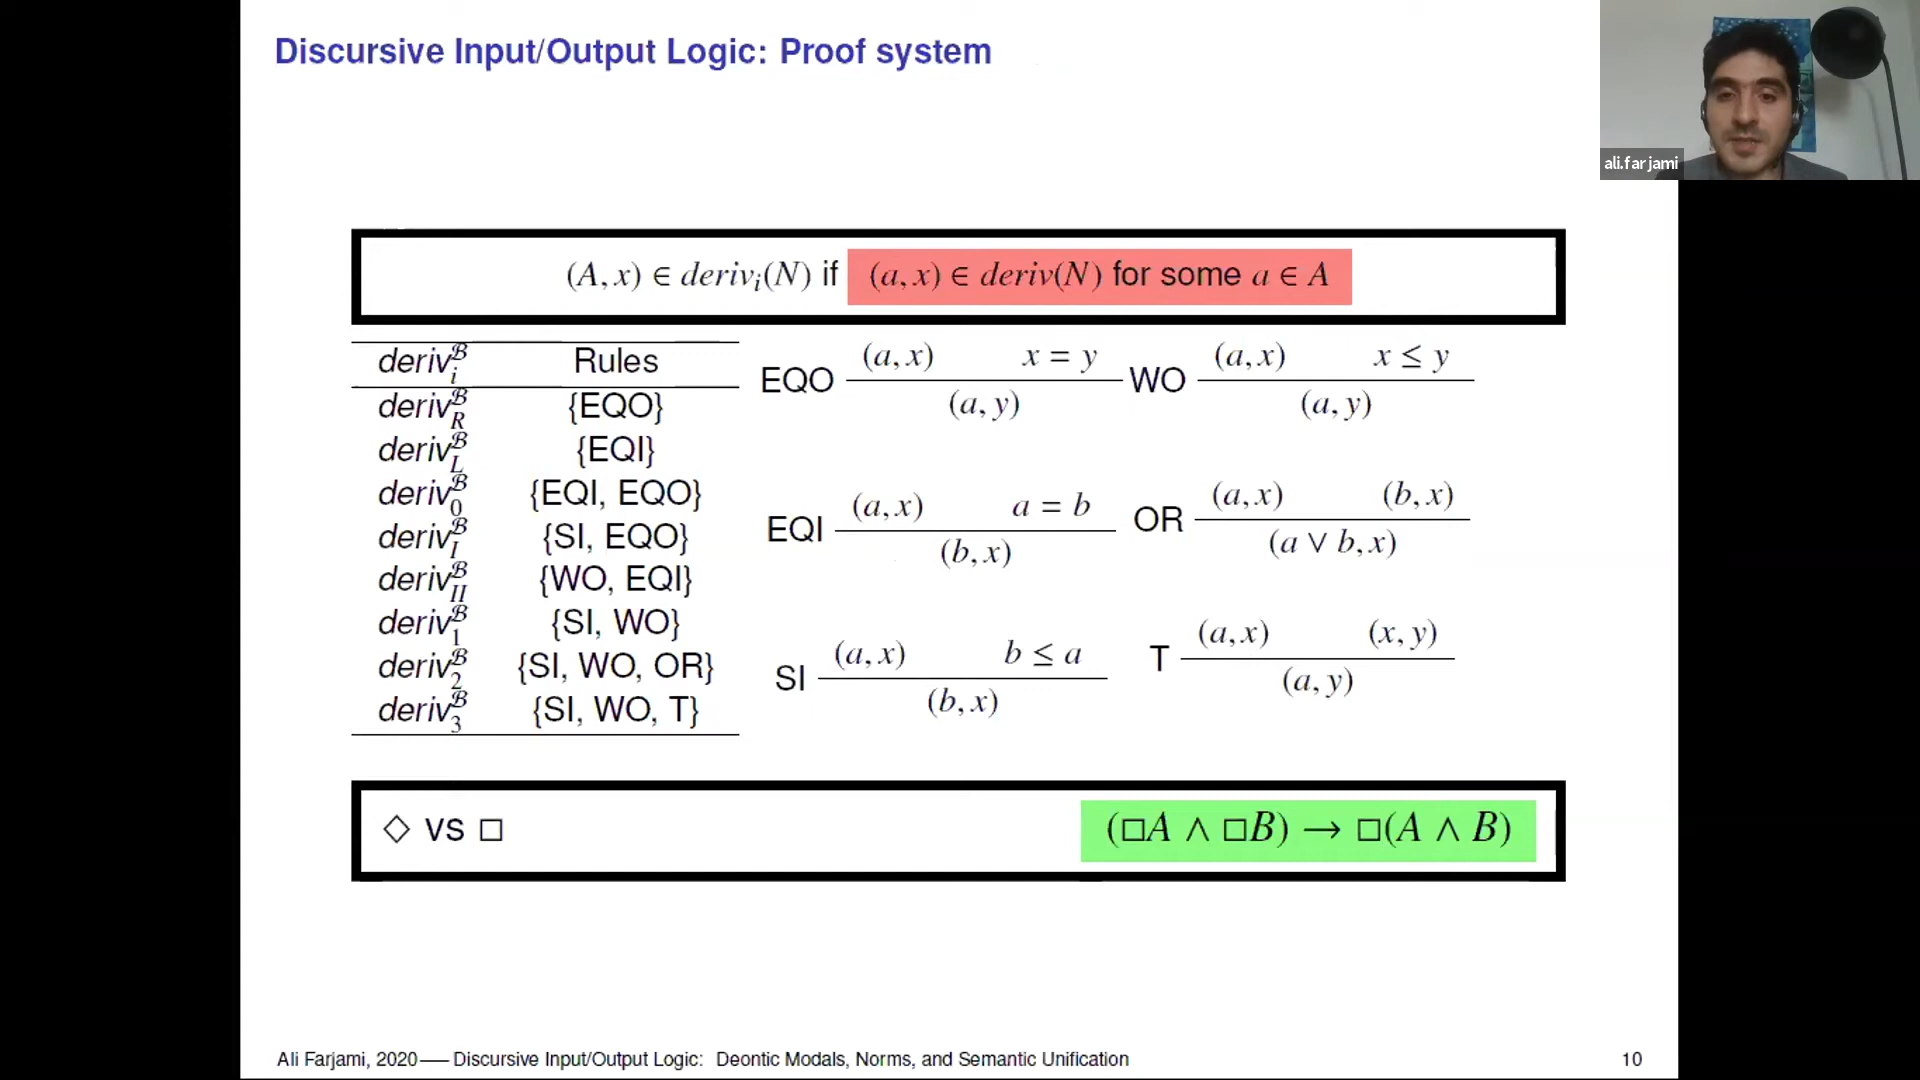 Discursive Input/Output Logic: Proof system
ali.farjami
(A, x) ∈ deriv_i(N) if (a, x) ∈ deriv(N) for some a ∈ A
deriv_i^ℬ Rules
deriv_R^ℬ {EQO}
deriv_L^ℬ {EQI}
deriv_0^ℬ {EQI, EQO}
deriv_I^ℬ {SI, EQO}
deriv_II^ℬ {WO, EQI}
deriv_1^ℬ {SI, WO}
deriv_2^ℬ {SI, WO, OR}
deriv_3^ℬ {SI, WO, T}
(a, x) x = y
EQO
(a, y)
(a, x) x ≤ y
WO
(a, y)
(a, x) a = b
EQI
(b, x)
(a, x) (b, x)
OR
(a ∨ b, x)
(a, x) b ≤ a
SI
(b, x)
(a, x) (x, y)
T
(a, y)
◇ vs □ (□A ∧ □B) → □(A ∧ B)
Ali Farjami, 2020—— Discursive Input/Output Logic: Deontic Modals, Norms, and Semantic Unification 10